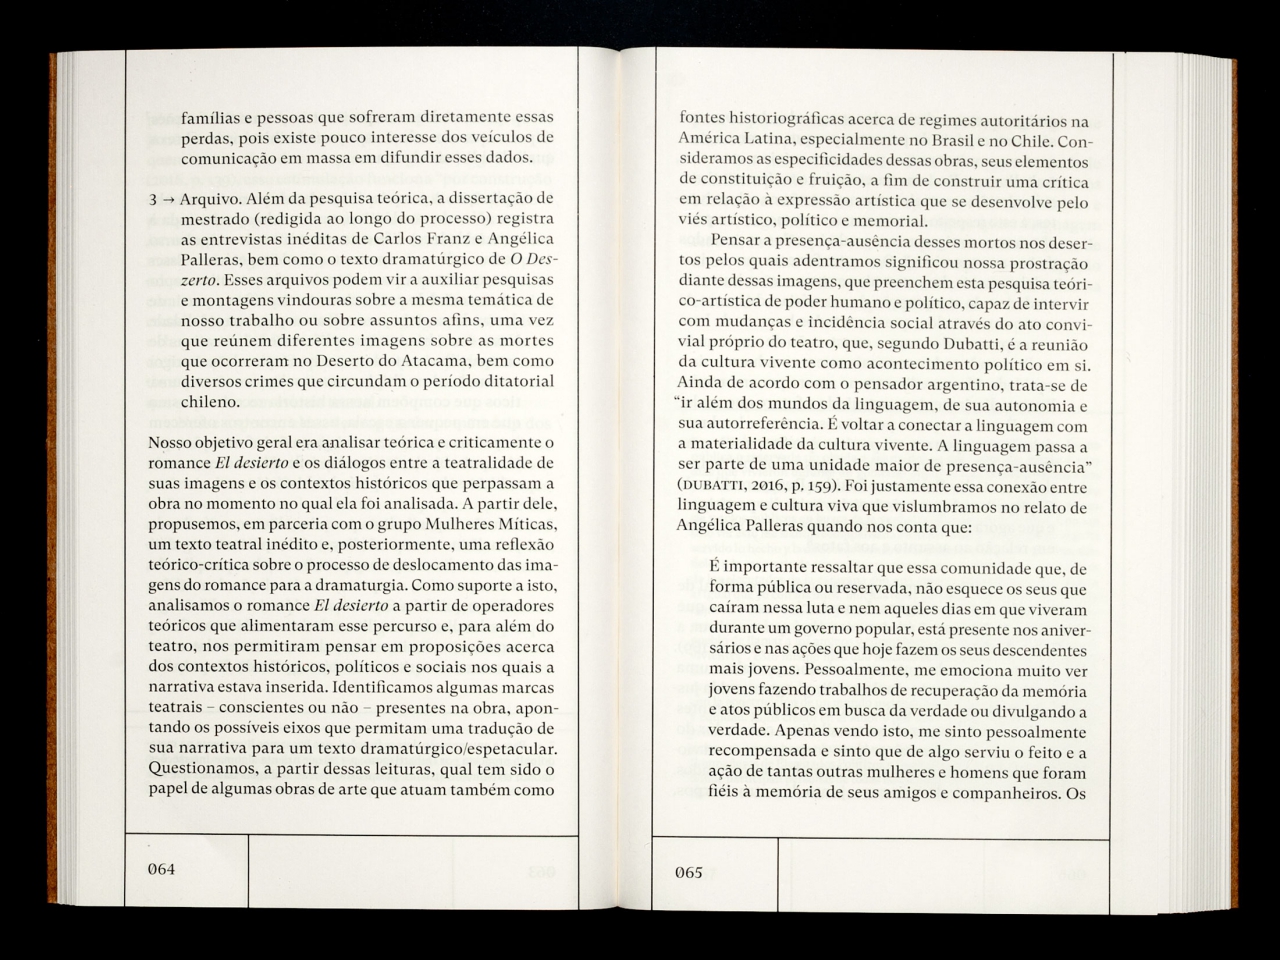 famílias e pessoas que sofreram diretamente essas
perdas, pois existe pouco interesse dos veículos de
comunicação em massa em difundir esses dados.
3 → Arquivo. Além da pesquisa teórica, a dissertação de
mestrado (redigida ao longo do processo) registra
as entrevistas inéditas de Carlos Franz e Angélica
Palleras, bem como o texto dramatúrgico de O Des-
zerto. Esses arquivos podem vir a auxiliar pesquisas
e montagens vindouras sobre a mesma temática de
nosso trabalho ou sobre assuntos afins, uma vez
que reúnem diferentes imagens sobre as mortes
que ocorreram no Deserto do Atacama, bem como
diversos crimes que circundam o período ditatorial
chileno.
Nosso objetivo geral era analisar teórica e criticamente o
romance El desierto e os diálogos entre a teatralidade de
suas imagens e os contextos históricos que perpassam a
obra no momento no qual ela foi analisada. A partir dele,
propusemos, em parceria com o grupo Mulheres Míticas,
um texto teatral inédito e, posteriormente, uma reflexão
teórico-crítica sobre o processo de deslocamento das ima-
gens do romance para a dramaturgia. Como suporte a isto,
analisamos o romance El desierto a partir de operadores
teóricos que alimentaram esse percurso e, para além do
teatro, nos permitiram pensar em proposições acerca
dos contextos históricos, políticos e sociais nos quais a
narrativa estava inserida. Identificamos algumas marcas
teatrais – conscientes ou não – presentes na obra, apon-
tando os possíveis eixos que permitam uma tradução de
sua narrativa para um texto dramatúrgico/espetacular.
Questionamos, a partir dessas leituras, qual tem sido o
papel de algumas obras de arte que atuam também como
064
fontes historiográficas acerca de regimes autoritários na
América Latina, especialmente no Brasil e no Chile. Con-
sideramos as especificidades dessas obras, seus elementos
de constituição e fruição, a fim de construir uma crítica
em relação à expressão artística que se desenvolve pelo
viés artístico, político e memorial.
Pensar a presença-ausência desses mortos nos deser-
tos pelos quais adentramos significou nossa prostração
diante dessas imagens, que preenchem esta pesquisa teóri-
co-artística de poder humano e político, capaz de intervir
com mudanças e incidência social através do ato convi-
vial próprio do teatro, que, segundo Dubatti, é a reunião
da cultura vivente como acontecimento político em si.
Ainda de acordo com o pensador argentino, trata-se de
“ir além dos mundos da linguagem, de sua autonomia e
sua autorreferência. É voltar a conectar a linguagem com
a materialidade da cultura vivente. A linguagem passa a
ser parte de uma unidade maior de presença-ausência”
(DUBATTI, 2016, p. 159). Foi justamente essa conexão entre
linguagem e cultura viva que vislumbramos no relato de
Angélica Palleras quando nos conta que:
É importante ressaltar que essa comunidade que, de
forma pública ou reservada, não esquece os seus que
caíram nessa luta e nem aqueles dias em que viveram
durante um governo popular, está presente nos aniver-
sários e nas ações que hoje fazem os seus descendentes
mais jovens. Pessoalmente, me emociona muito ver
jovens fazendo trabalhos de recuperação da memória
e atos públicos em busca da verdade ou divulgando a
verdade. Apenas vendo isto, me sinto pessoalmente
recompensada e sinto que de algo serviu o feito e a
ação de tantas outras mulheres e homens que foram
fiéis à memória de seus amigos e companheiros. Os
065